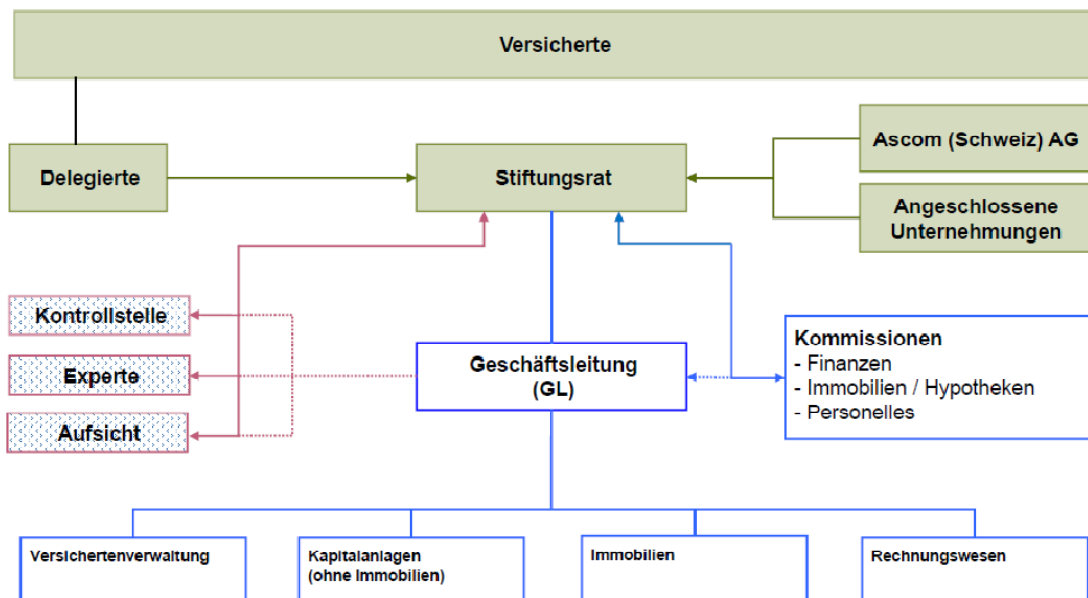 Versicherte
Delegierte
Stiftungsrat
Ascom (Schweiz) AG
Angeschlossene
Unternehmungen
Kontrollstelle
Experte
Aufsicht
Geschäftsleitung
(GL)
Kommissionen
- Finanzen
- Immobilien / Hypotheken
- Personelles
Versichertenverwaltung
Kapitalanlagen
(ohne Immobilien)
Immobilien
Rechnungswesen